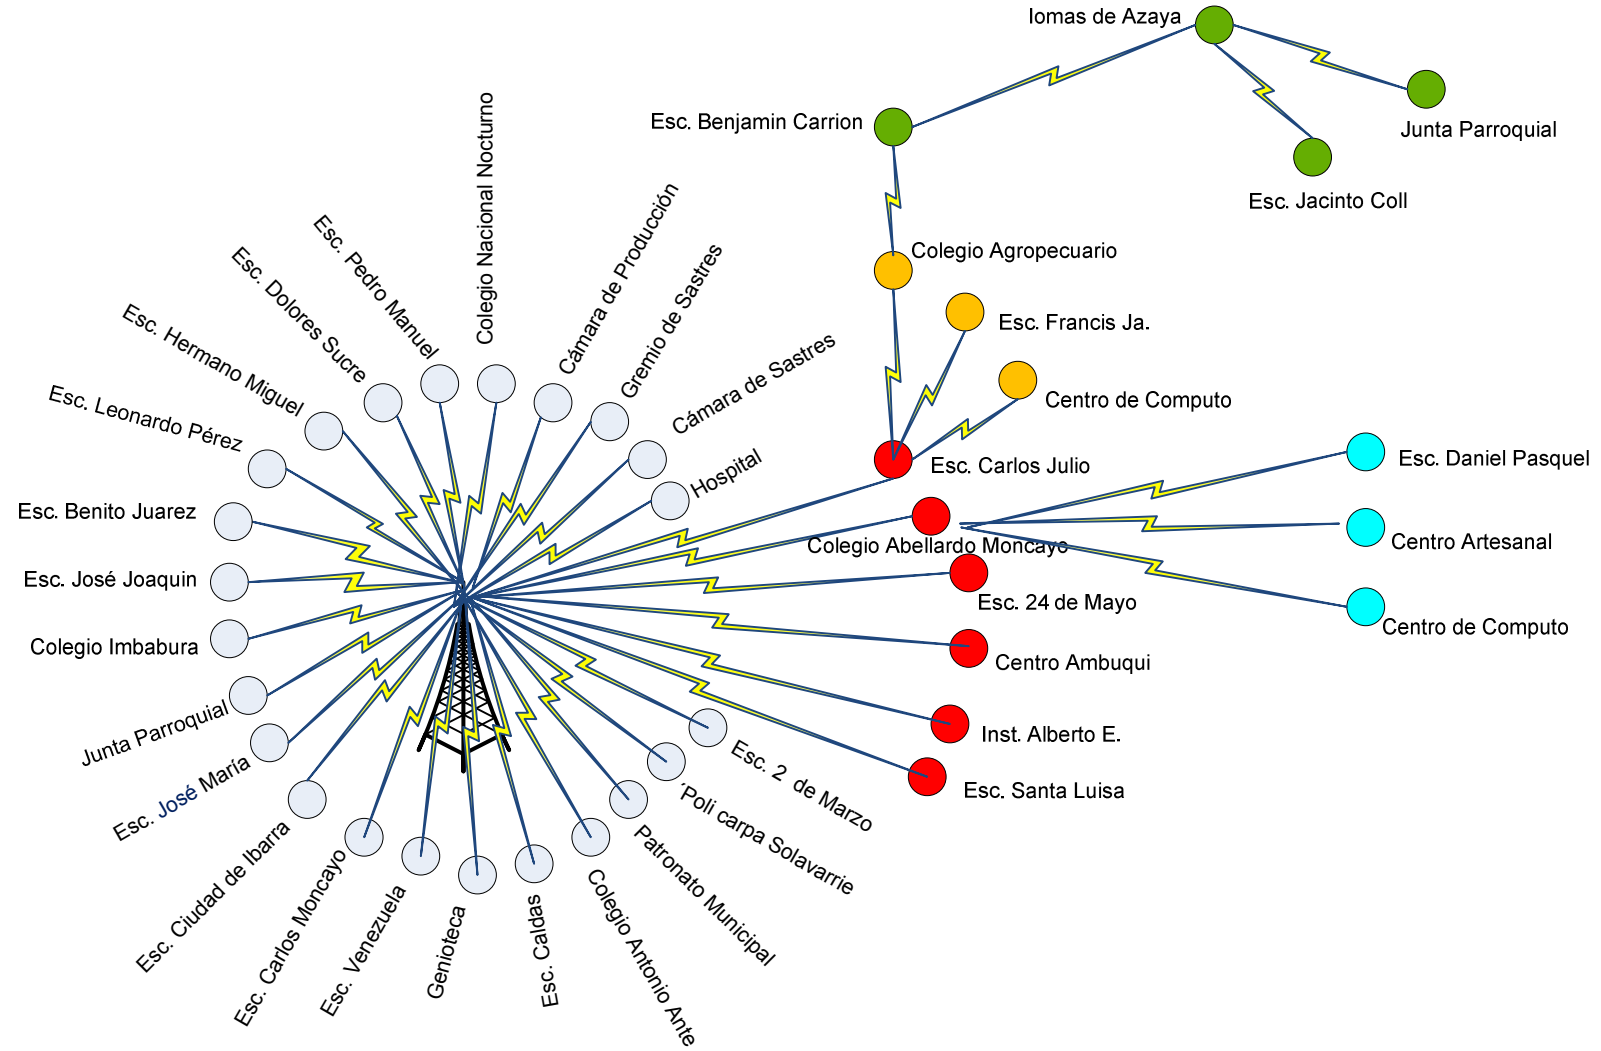 lomas de Azaya
Junta Parroquial
Esc. Jacinto Coll
Esc. Benjamin Carrion
Colegio Agropecuario
Esc. Francis Ja.
Centro de Computo
Esc. Carlos Julio
Colegio Abellardo Moncayo
Esc. 24 de Mayo
Centro Ambuqui
Inst. Alberto E.
Esc. Santa Luisa
Esc. Daniel Pasquel
Centro Artesanal
Centro de Computo
Esc. Leonardo Pérez
Esc. Hermano Miguel
Esc. Dolores Sucre
Esc. Pedro Manuel
Colegio Nacional Nocturno
Cámara de Producción
Gremio de Sastres
Cámara de Sastres
Hospital
Esc. Benito Juarez
Esc. José Joaquin
Colegio Imbabura
Junta Parroquial
Esc. José María
Esc. Ciudad de Ibarra
Esc. Carlos Moncayo
Esc. Venezuela
Genioteca
Esc. Caldas
Colegio Antonio Ante
Patronato Municipal
‘Poli carpa Solavarrie
Esc. 2 de Marzo